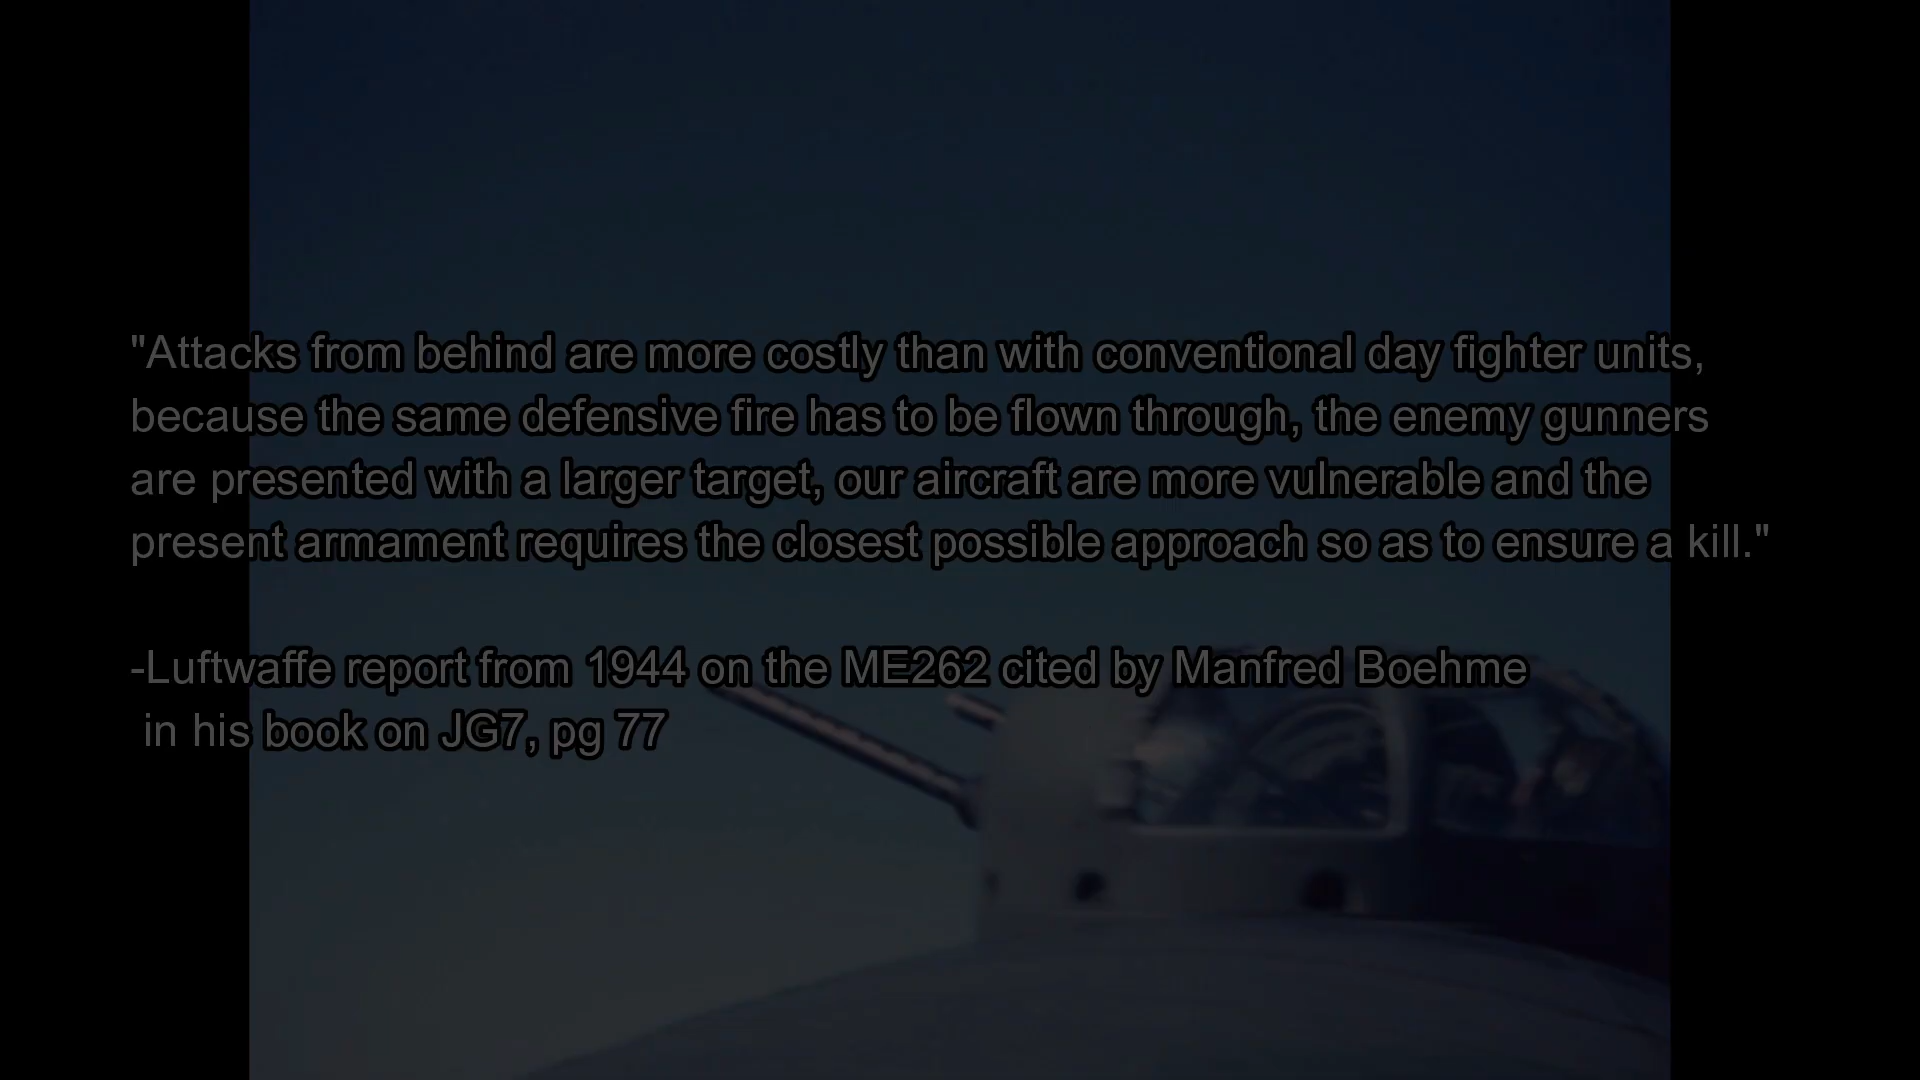 "Attacks from behind are more costly than with conventional day fighter units,
because the same defensive fire has to be flown through, the enemy gunners
are presented with a larger target, our aircraft are more vulnerable and the
present armament requires the closest possible approach so as to ensure a kill."
-Luftwaffe report from 1944 on the ME262 cited by Manfred Boehme
in his book on JG7, pg 77